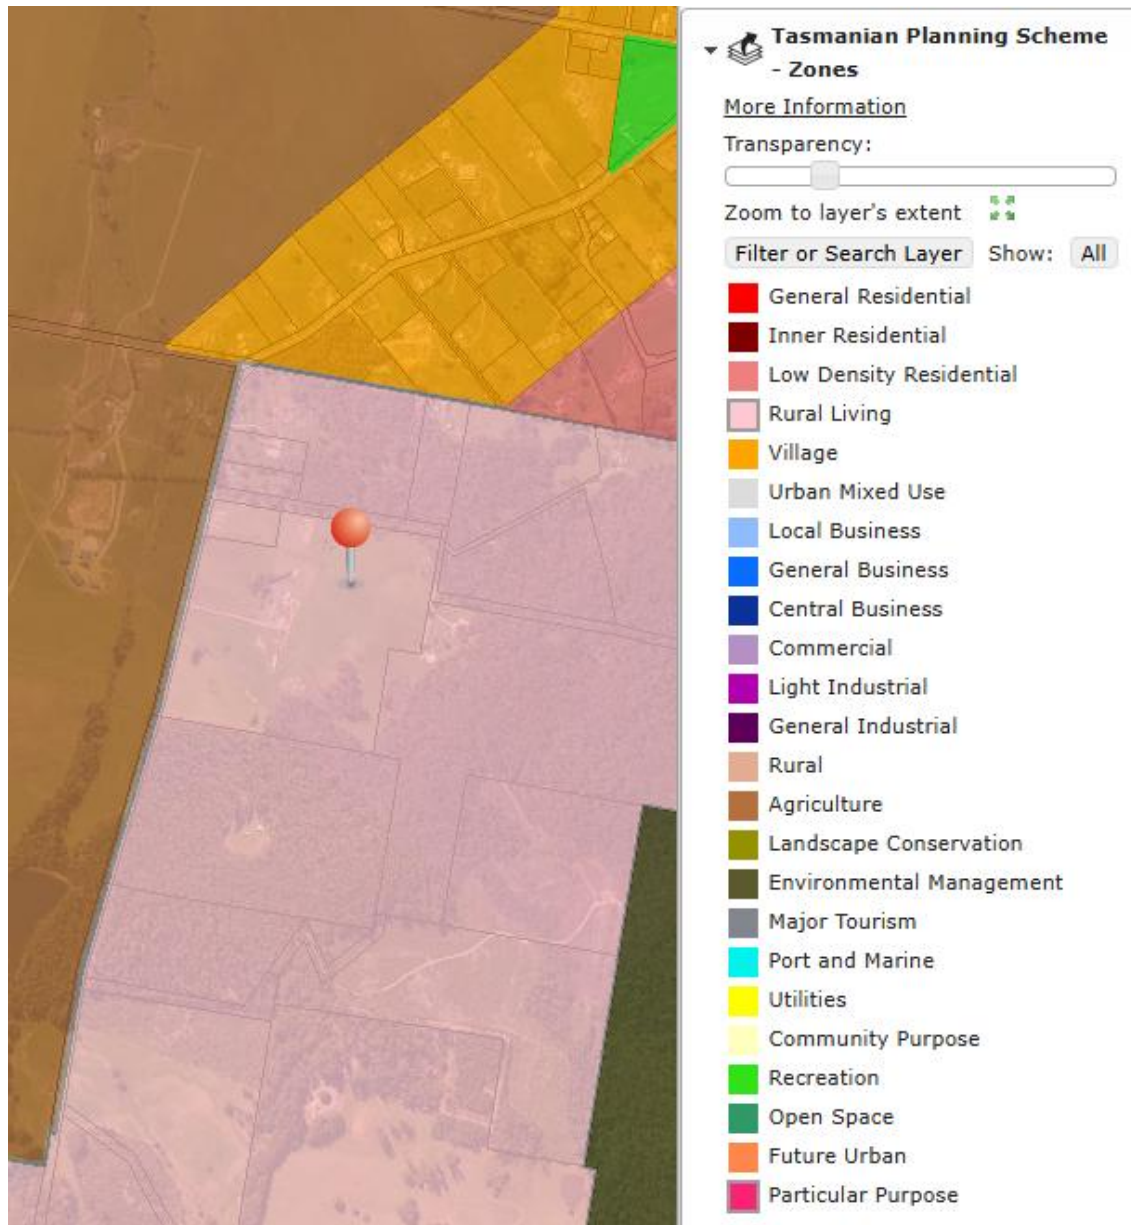 Tasmanian Planning Scheme
- Zones
More Information
Transparency:
Zoom to layer's extent
Filter or Search Layer Show: All
General Residential
Inner Residential
Low Density Residential
Rural Living
Village
Urban Mixed Use
Local Business
General Business
Central Business
Commercial
Light Industrial
General Industrial
Rural
Agriculture
Landscape Conservation
Environmental Management
Major Tourism
Port and Marine
Utilities
Community Purpose
Recreation
Open Space
Future Urban
Particular Purpose